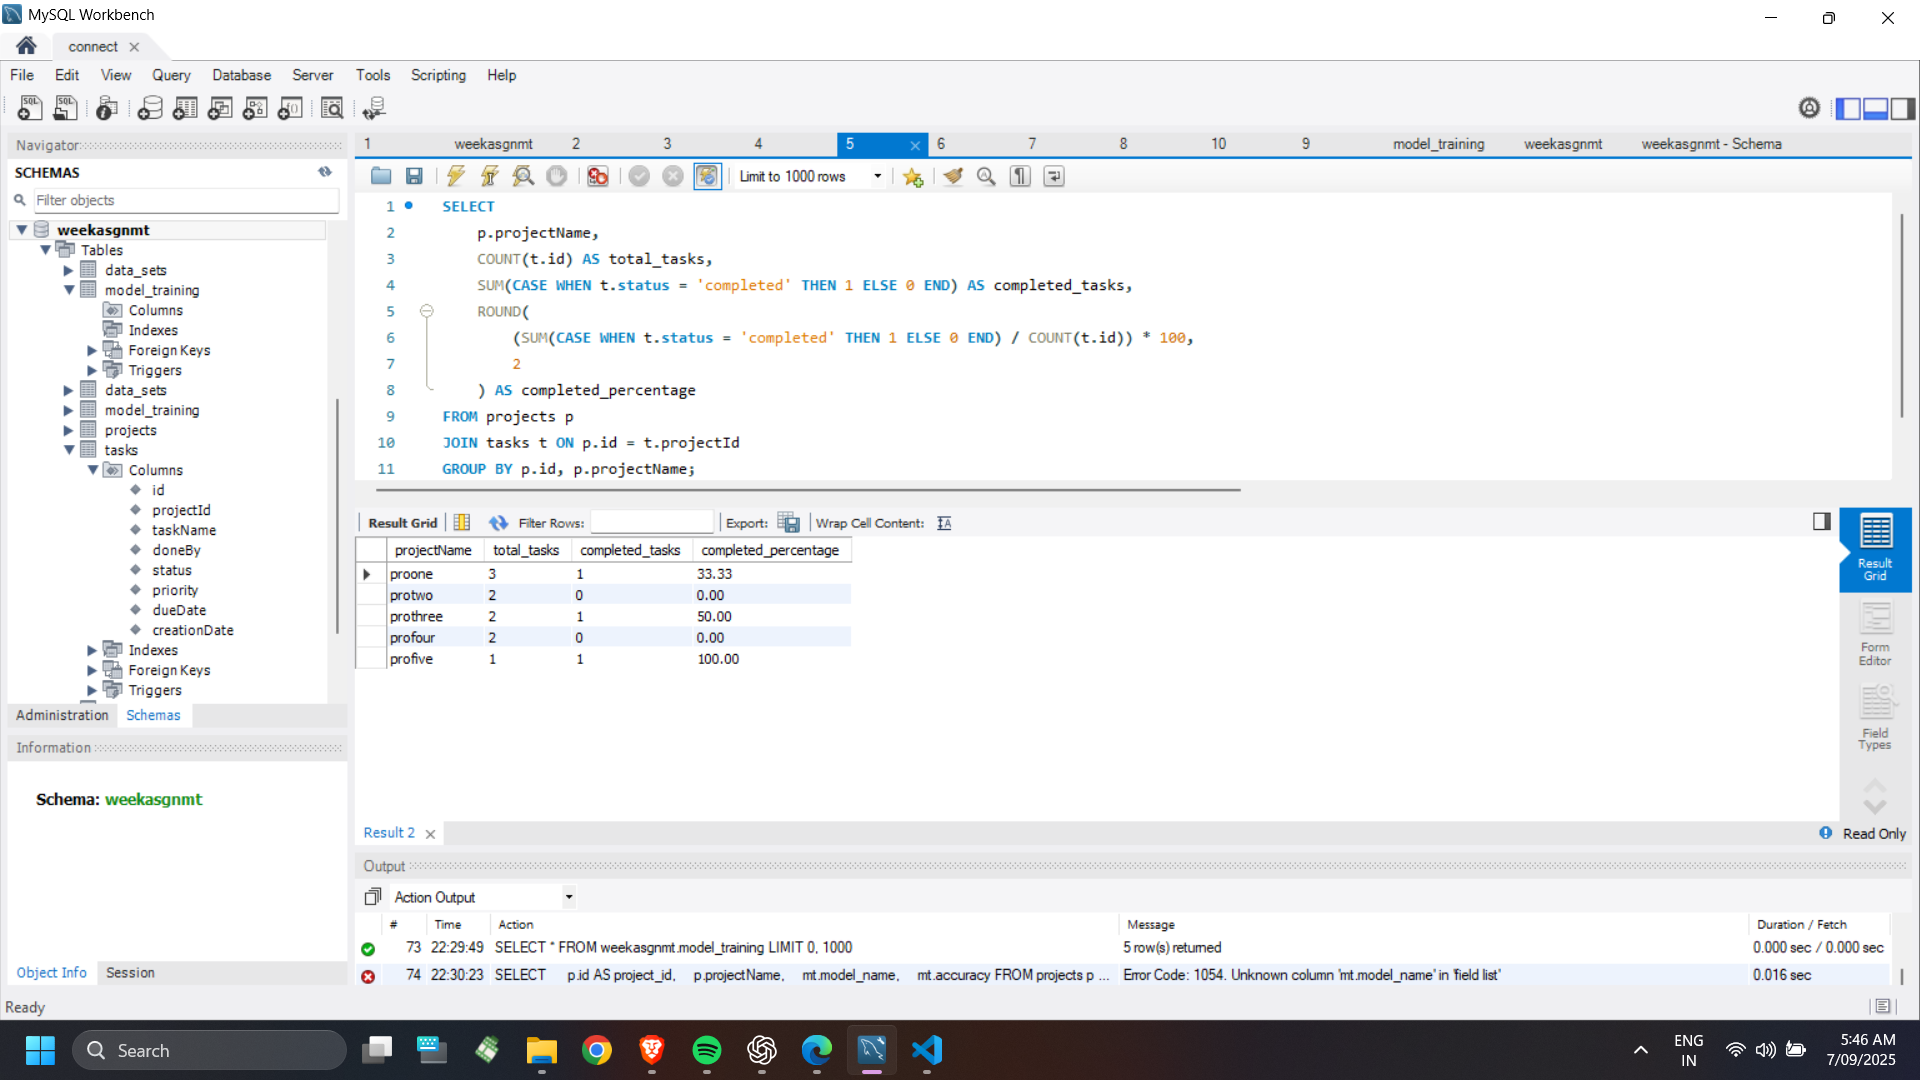 MySQL Workbench
connect
File Edit View Query Database Server Tools Scripting Help
Navigator
SCHEMAS
Filter objects
weekasgnmt
Tables
data_sets
model_training
Columns
Indexes
Foreign Keys
Triggers
data_sets
model_training
projects
tasks
Columns
id
projectId
taskName
doneBy
status
priority
dueDate
creationDate
Indexes
Foreign Keys
Triggers
Administration Schemas
Information
Schema: weekasgnmt
Object Info Session
1 weekasgnmt 2 3 4 5 6 7 8 10 9 model_training weekasgnmt weekasgnmt - Schema
Limit to 1000 rows
1 SELECT
2 p.projectName,
3 COUNT(t.id) AS total_tasks,
4 SUM(CASE WHEN t.status = 'completed' THEN 1 ELSE 0 END) AS completed_tasks,
5 ROUND(
6 (SUM(CASE WHEN t.status = 'completed' THEN 1 ELSE 0 END) / COUNT(t.id)) * 100,
7 2
8 ) AS completed_percentage
9 FROM projects p
10 JOIN tasks t ON p.id = t.projectId
11 GROUP BY p.id, p.projectName;
Result Grid Filter Rows: Export: Wrap Cell Content:
projectName total_tasks completed_tasks completed_percentage
proone 3 1 33.33
protwo 2 0 0.00
prothree 2 1 50.00
profour 2 0 0.00
profive 1 1 100.00
Result
Grid
Form
Editor
Field
Types
Result 2
Read Only
Output
Action Output
# Time Action Message Duration / Fetch
73 22:29:49 SELECT * FROM weekasgnmt.model_training LIMIT 0, 1000 5 row(s) returned 0.000 sec / 0.000 sec
74 22:30:23 SELECT p.id AS project_id, p.projectName, mt.model_name, mt.accuracy FROM projects p ... Error Code: 1054. Unknown column 'mt.model_name' in 'field list' 0.016 sec
Ready
Search
ENG
IN
5:46 AM
7/09/2025